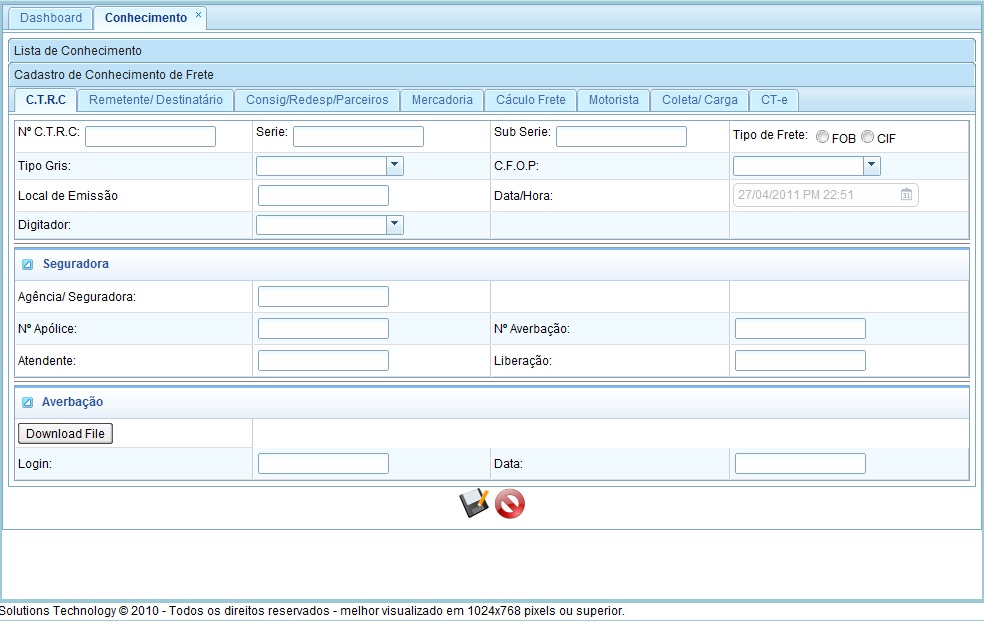 Dashboard Conhecimento ×
Lista de Conhecimento
Cadastro de Conhecimento de Frete
C.T.R.C Remetente/ Destinatário Consig/Redesp/Parceiros Mercadoria Cáculo Frete Motorista Coleta/ Carga CT-e
Nº C.T.R.C: Serie: Sub Serie: Tipo de Frete: FOB CIF
Tipo Gris: C.F.O.P:
Local de Emissão Data/Hora: 27/04/2011 PM 22:51 31
Digitador:
Seguradora
Agência/ Seguradora:
Nº Apólice: Nº Averbação:
Atendente: Liberação:
Averbação
Download File
Login: Data:
Solutions Technology © 2010 - Todos os direitos reservados - melhor visualizado em 1024x768 pixels ou superior.